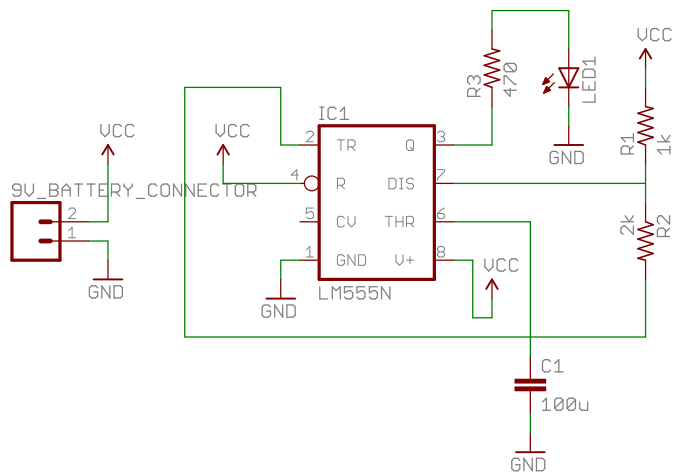 VCC
R3
470
LED1
GND
R1
1k
IC1
VCC
VCC
2
TR
Q
3
4
R
DIS
7
9V_BATTERY_CONNECTOR
2
1
5
CV
THR
6
2k
R2
1
GND
V+
8
VCC
GND
GND
LM555N
C1
100u
GND